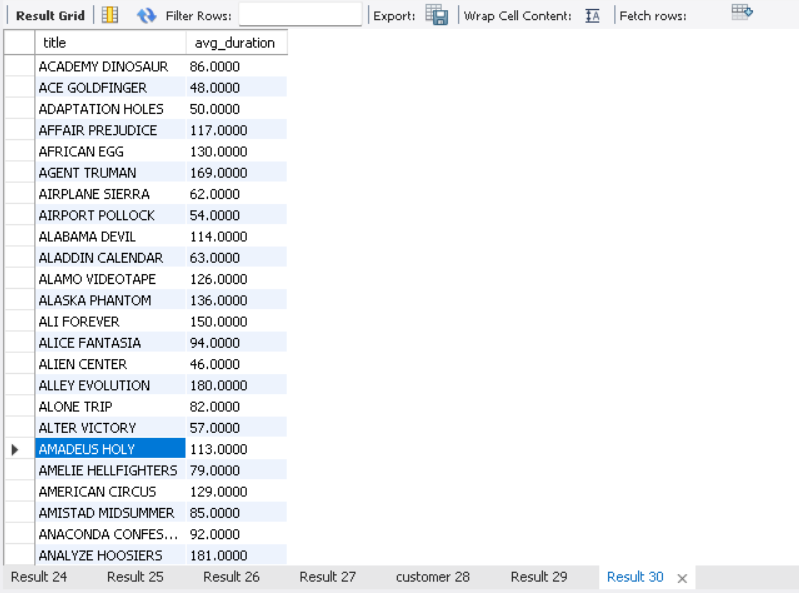 Result Grid Filter Rows: Export: Wrap Cell Content: Fetch rows:
title avg_duration
ACADEMY DINOSAUR 86.0000
ACE GOLDFINGER 48.0000
ADAPTATION HOLES 50.0000
AFFAIR PREJUDICE 117.0000
AFRICAN EGG 130.0000
AGENT TRUMAN 169.0000
AIRPLANE SIERRA 62.0000
AIRPORT POLLOCK 54.0000
ALABAMA DEVIL 114.0000
ALADDIN CALENDAR 63.0000
ALAMO VIDEOTAPE 126.0000
ALASKA PHANTOM 136.0000
ALI FOREVER 150.0000
ALICE FANTASIA 94.0000
ALIEN CENTER 46.0000
ALLEY EVOLUTION 180.0000
ALONE TRIP 82.0000
ALTER VICTORY 57.0000
AMADEUS HOLY 113.0000
AMELIE HELLFIGHTERS 79.0000
AMERICAN CIRCUS 129.0000
AMISTAD MIDSUMMER 85.0000
ANACONDA CONFES... 92.0000
ANALYZE HOOSIERS 181.0000
Result 24 Result 25 Result 26 Result 27 customer 28 Result 29 Result 30